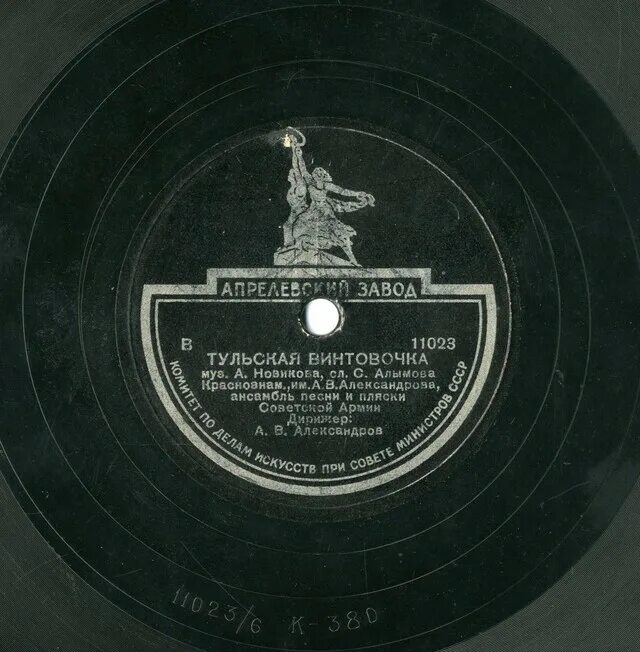 АПРЕЛЕВСКИЙ ЗАВОД
В 11023
ТУЛЬСКАЯ ВИНТОВОЧКА
муз. А. Новикова, сл. С. Алымова
Краснознам., им. А.В.Александрова,
ансамбль песни и пляски
Советской Армии
Дирижер:
А. В. Александров
КОМИТЕТ ПО ДЕЛАМ ИСКУССТВ ПРИ СОВЕТЕ МИНИСТРОВ СССР
11023/6 К-380